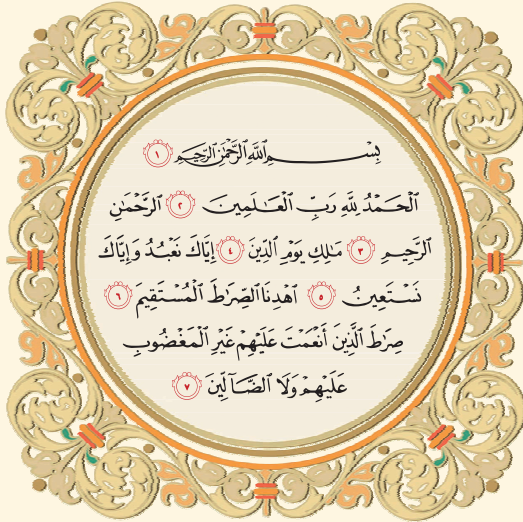 بِسْمِ ٱللَّهِ ٱلرَّحْمَٰنِ ٱلرَّحِيمِ ١
ٱلْحَمْدُ لِلَّهِ رَبِّ ٱلْعَٰلَمِينَ ٢ ٱلرَّحْمَٰنِ
ٱلرَّحِيمِ ٣ مَٰلِكِ يَوْمِ ٱلدِّينِ ٤ إِيَّاكَ نَعْبُدُ وَإِيَّاكَ
نَسْتَعِينُ ٥ ٱهْدِنَا ٱلصِّرَٰطَ ٱلْمُسْتَقِيمَ ٦
صِرَٰطَ ٱلَّذِينَ أَنْعَمْتَ عَلَيْهِمْ غَيْرِ ٱلْمَغْضُوبِ
عَلَيْهِمْ وَلَا ٱلضَّآلِّينَ ٧